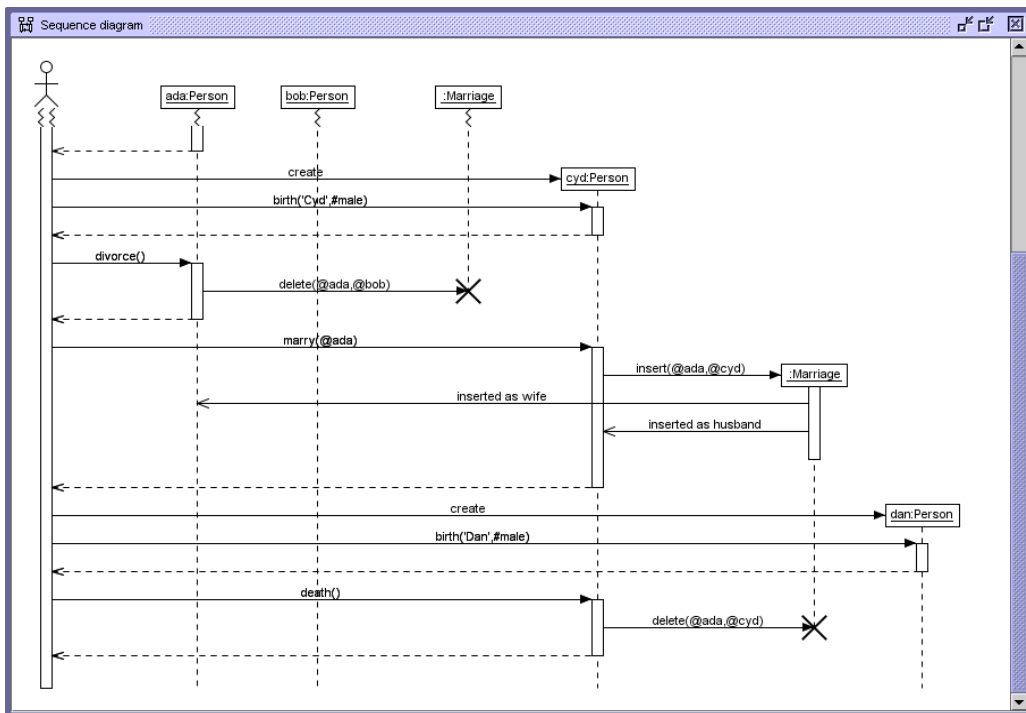 Sequence diagram
ada:Person
bob:Person
:Marriage
create
cyd:Person
birth('Cyd',#male)
divorce()
delete(@ada,@bob)
marry(@ada)
insert(@ada,@cyd)
:Marriage
inserted as wife
inserted as husband
create
dan:Person
birth('Dan',#male)
death()
delete(@ada,@cyd)